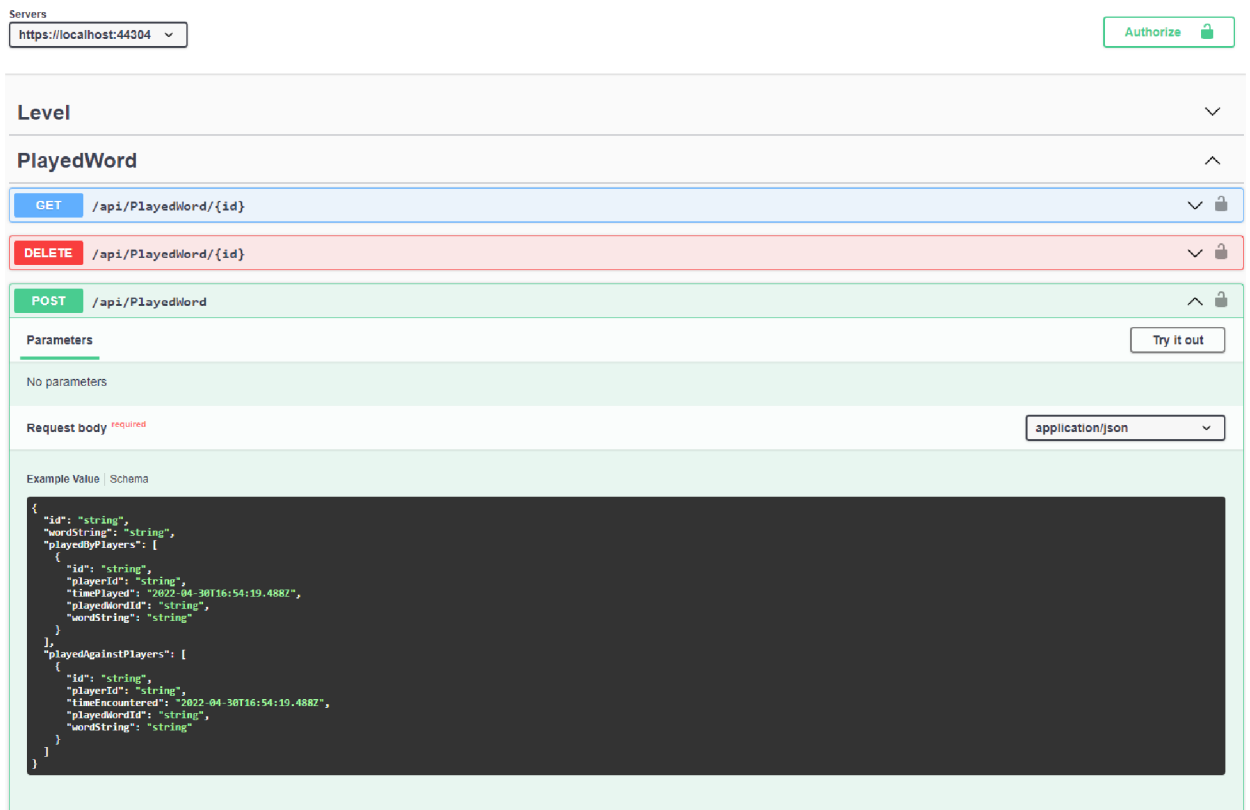 Servers
https://localhost:44304
Authorize
Level
PlayedWord
GET /api/PlayedWord/{id}
DELETE /api/PlayedWord/{id}
POST /api/PlayedWord
Parameters
Try it out
No parameters
Request body required
application/json
Example Value | Schema
{
  "id": "string",
  "wordString": "string",
  "playedByPlayers": [
    {
      "id": "string",
      "playerId": "string",
      "timePlayed": "2022-04-30T16:54:19.488Z",
      "playedWordId": "string",
      "wordString": "string"
    }
  ],
  "playedAgainstPlayers": [
    {
      "id": "string",
      "playerId": "string",
      "timeEncountered": "2022-04-30T16:54:19.488Z",
      "playedWordId": "string",
      "wordString": "string"
    }
  ]
}